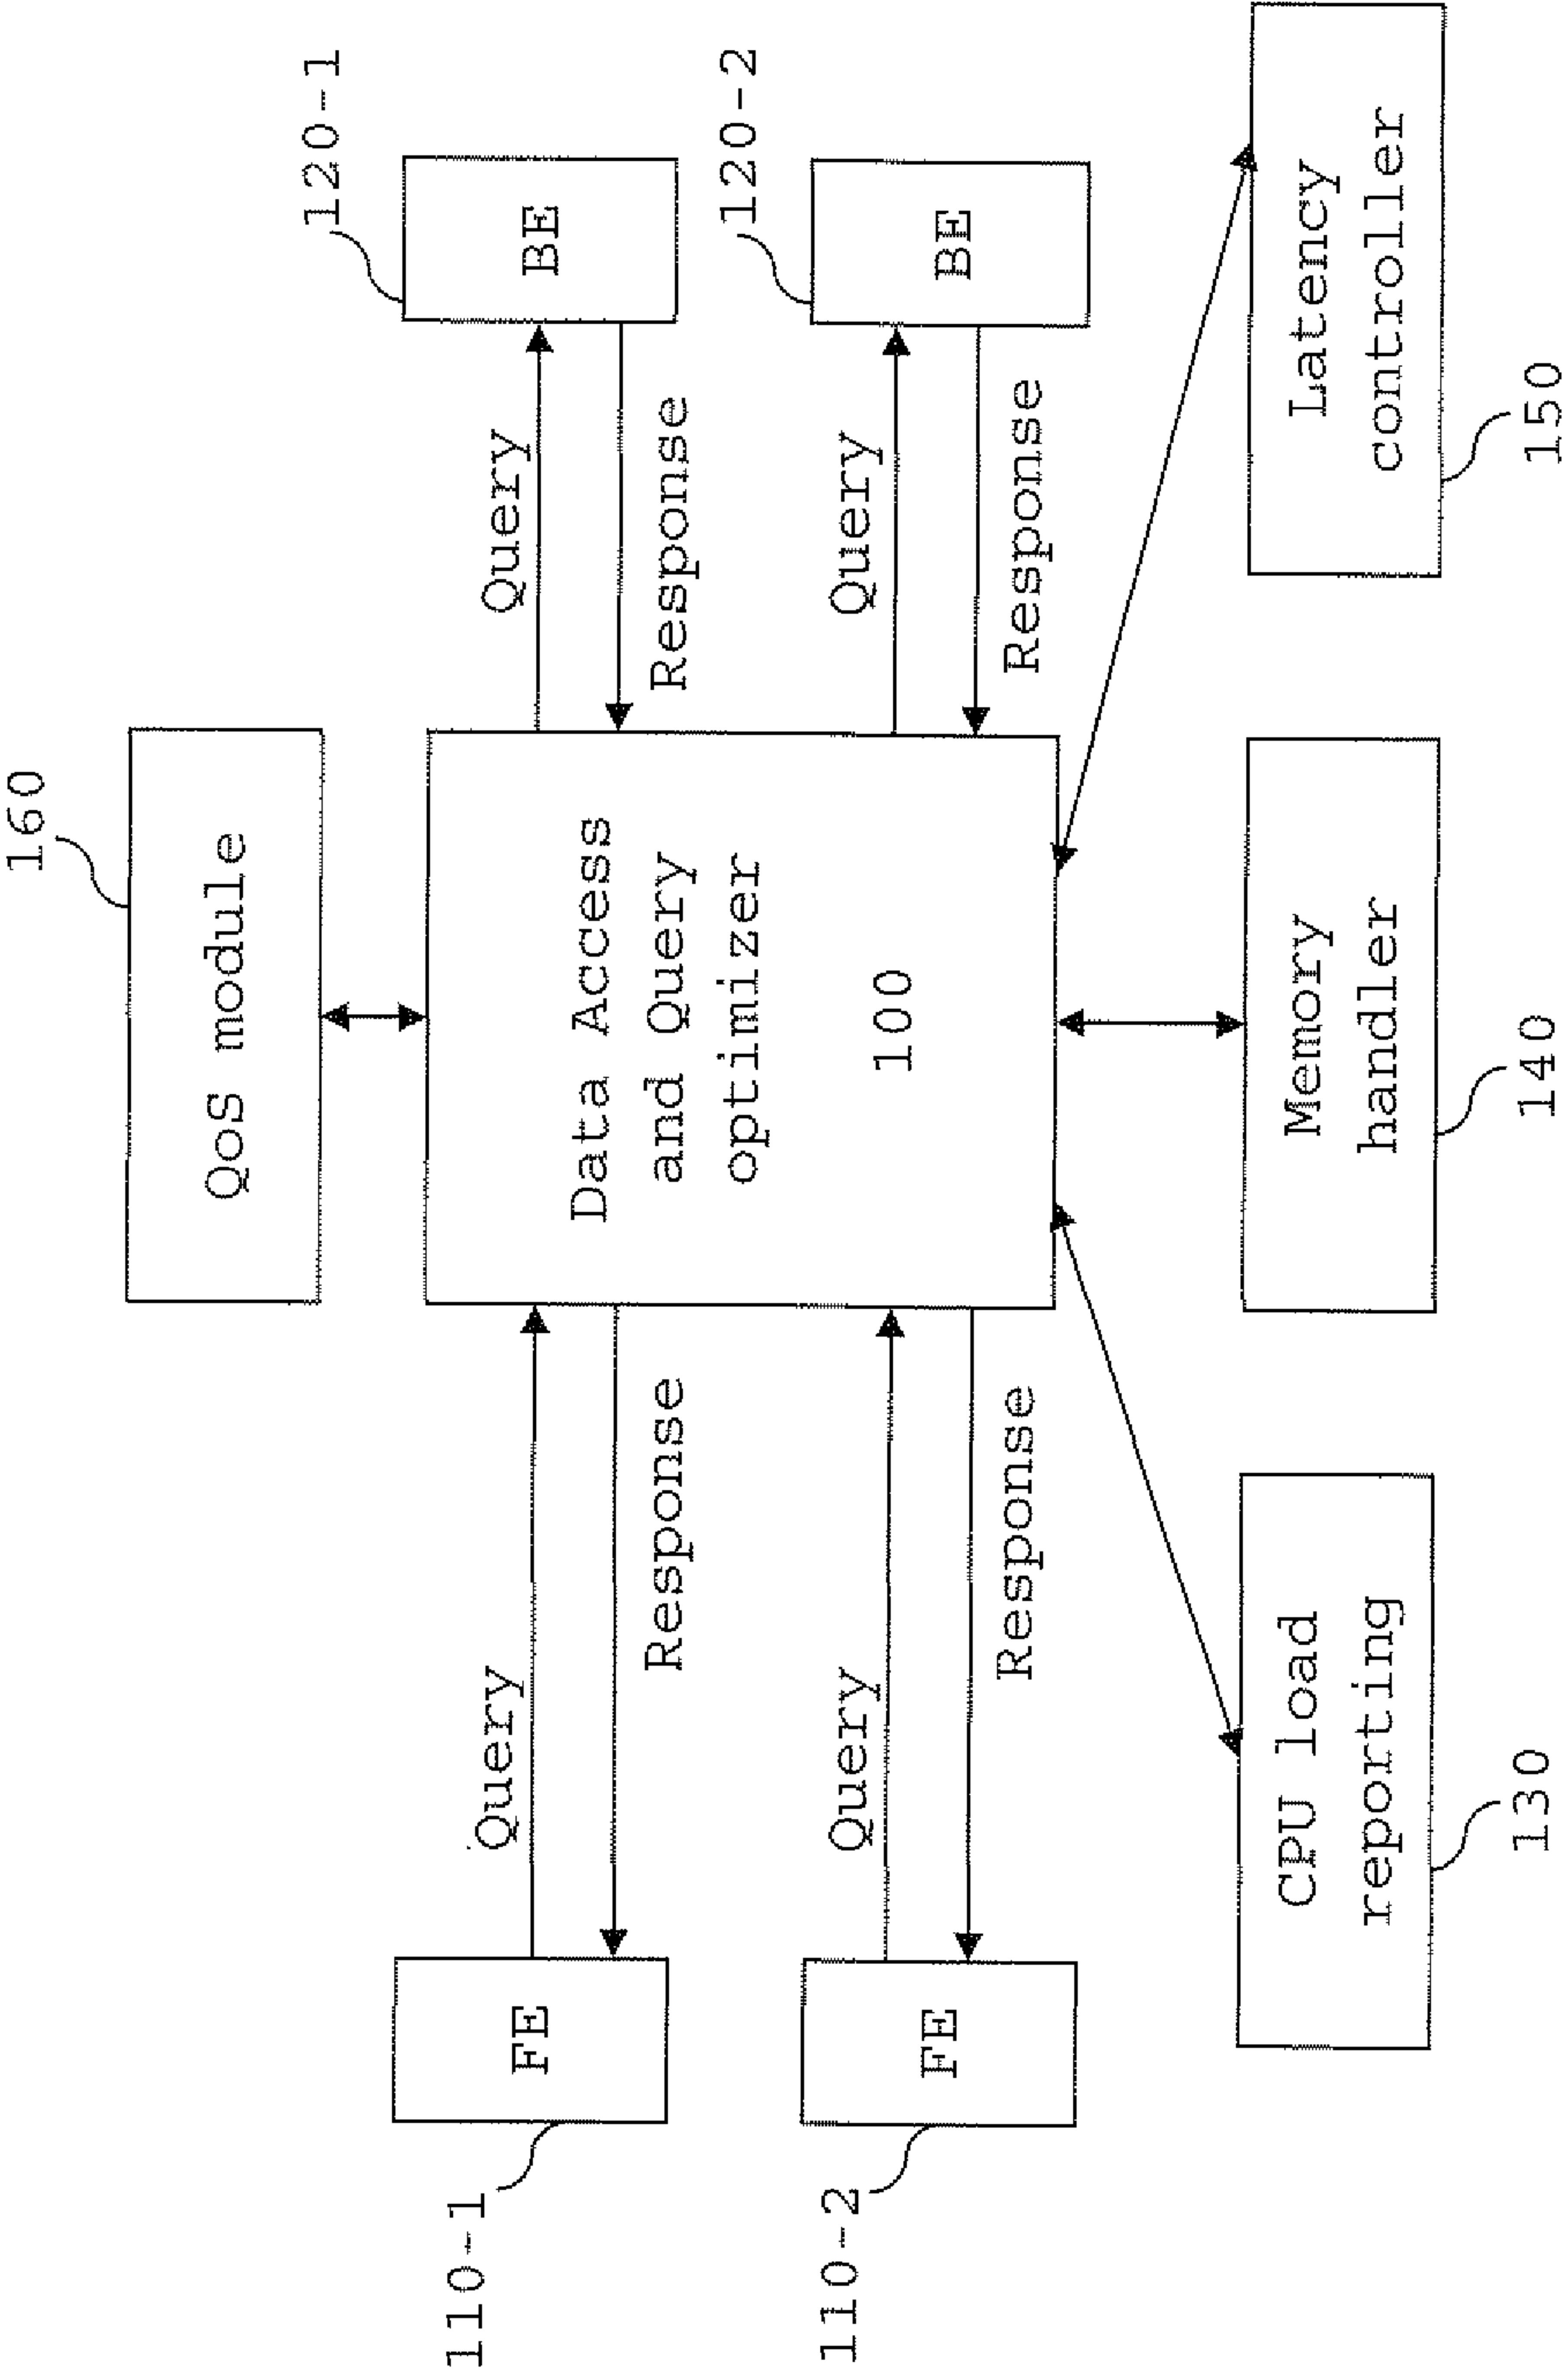 160
QoS module
110-1
FE
Query
Response
Data Access
and Query
optimizer
100
Query
Response
BE
120-1
110-2
FE
Query
Response
Query
Response
BE
120-2
CPU load
reporting
130
Memory
handler
140
Latency
controller
150